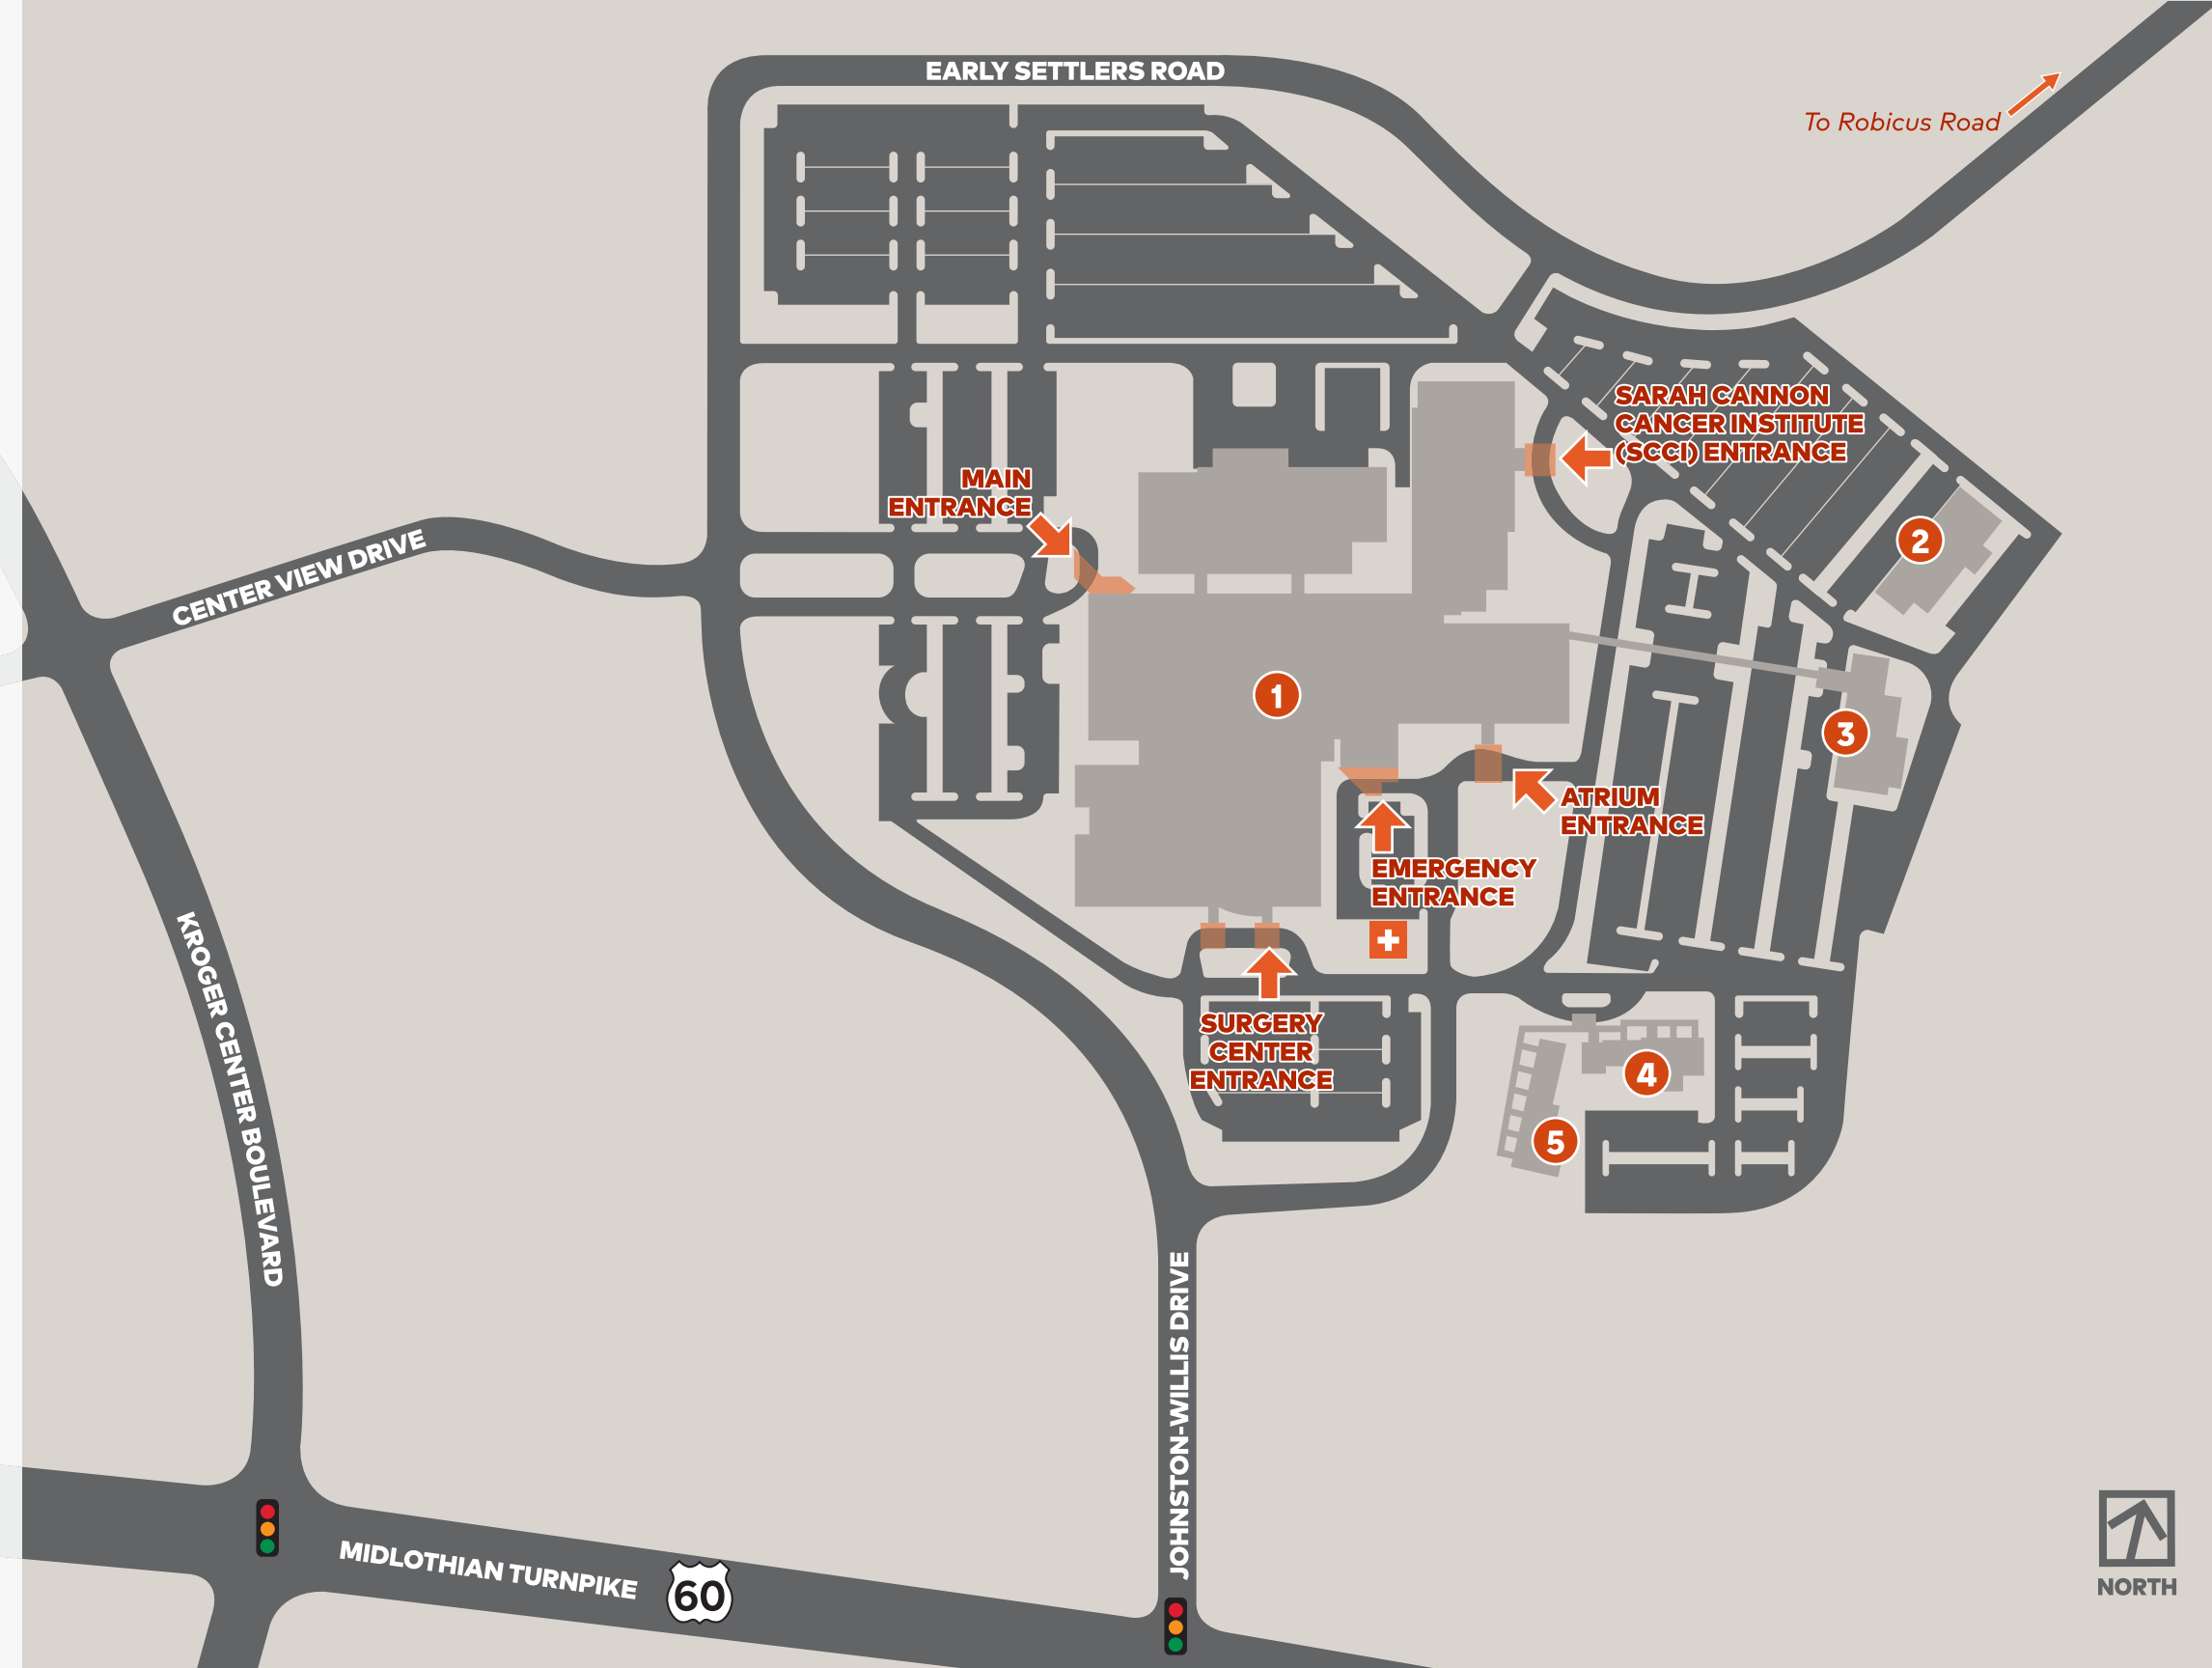 EARLY SETTLERS ROAD
To Robicus Road
SARAH CANNON
CANCER INSTITUTE
(SCCI) ENTRANCE
MAIN
ENTRANCE
2
CENTER VIEW DRIVE
1
3
ATRIUM
ENTRANCE
EMERGENCY
ENTRANCE
KROGER CENTER BOULEVARD
SURGERY
CENTER
ENTRANCE
4
5
JOHNSTON-WILLIS DRIVE
MIDLOTHIAN TURNPIKE
60
NORTH